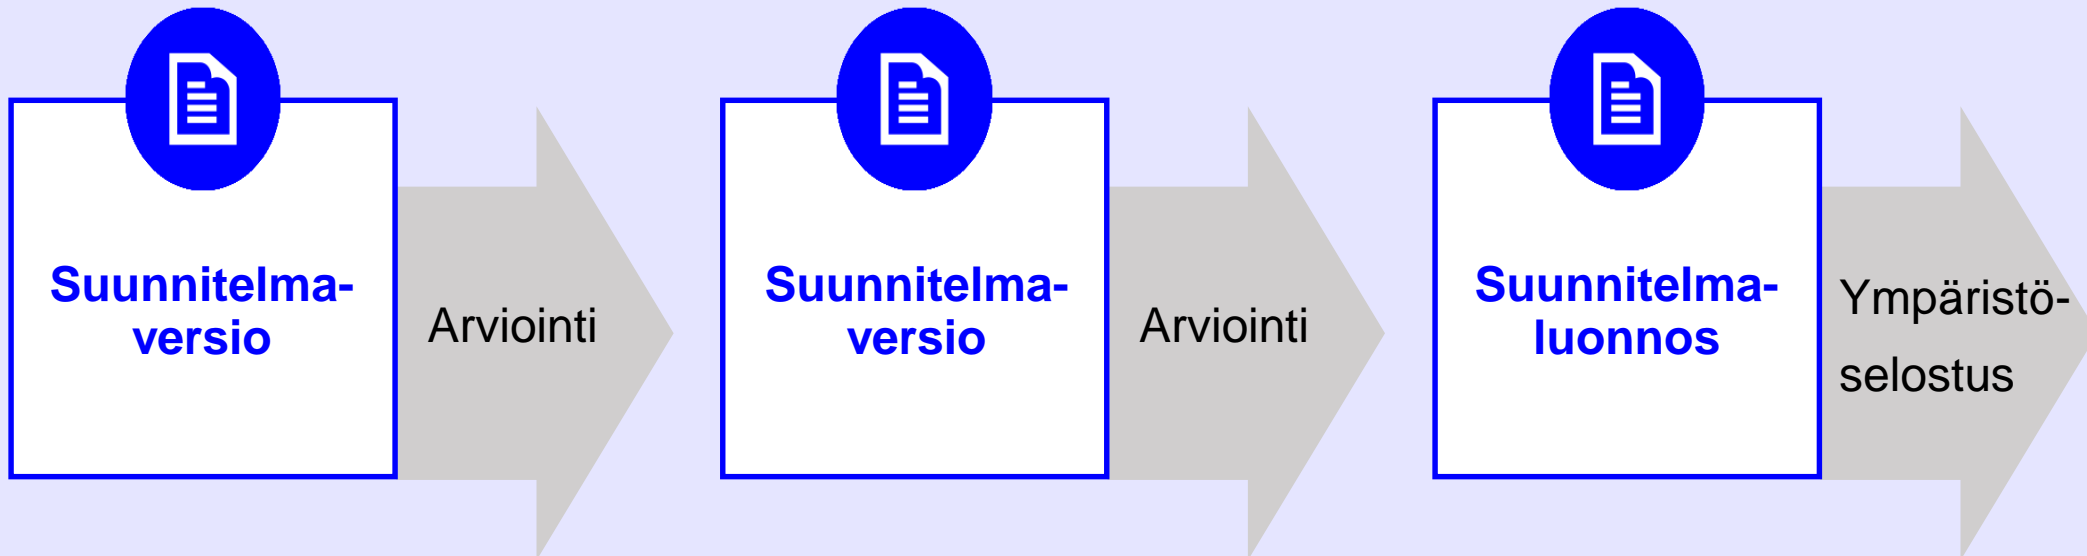 Suunnitelma-
versio
Arviointi
Suunnitelma-
versio
Arviointi
Suunnitelma-
luonnos
Ympäristö-
selostus